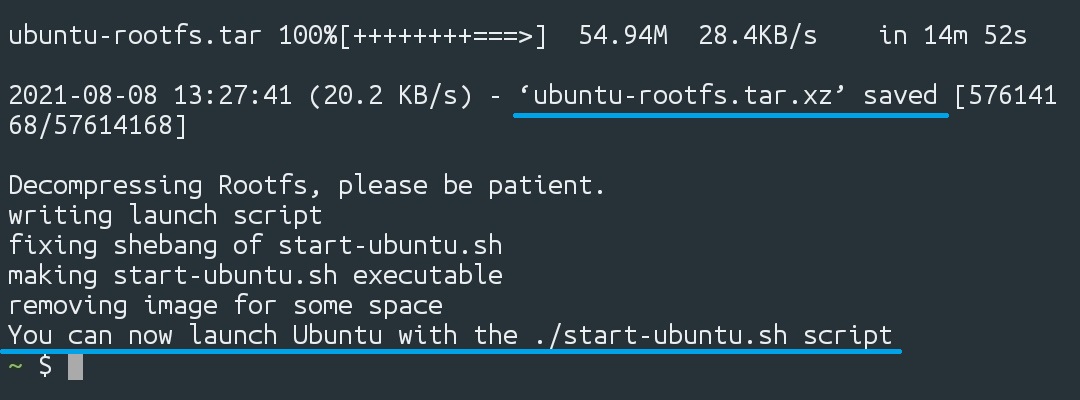 ubuntu-rootfs.tar 100%[++++++++===>]  54.94M  28.4KB/s    in 14m 52s
2021-08-08 13:27:41 (20.2 KB/s) - ‘ubuntu-rootfs.tar.xz’ saved [576141
68/57614168]
Decompressing Rootfs, please be patient.
writing launch script
fixing shebang of start-ubuntu.sh
making start-ubuntu.sh executable
removing image for some space
You can now launch Ubuntu with the ./start-ubuntu.sh script
~ $